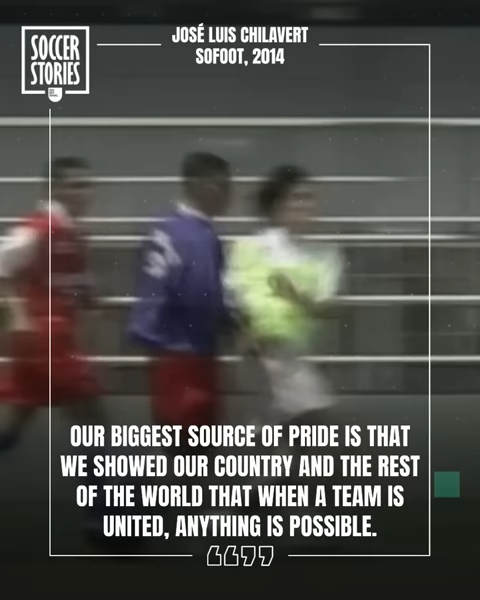 SOCCER
STORIES
JOSÉ LUIS CHILAVERT
SOFOOT, 2014
OUR BIGGEST SOURCE OF PRIDE IS THAT
WE SHOWED OUR COUNTRY AND THE REST
OF THE WORLD THAT WHEN A TEAM IS
UNITED, ANYTHING IS POSSIBLE.